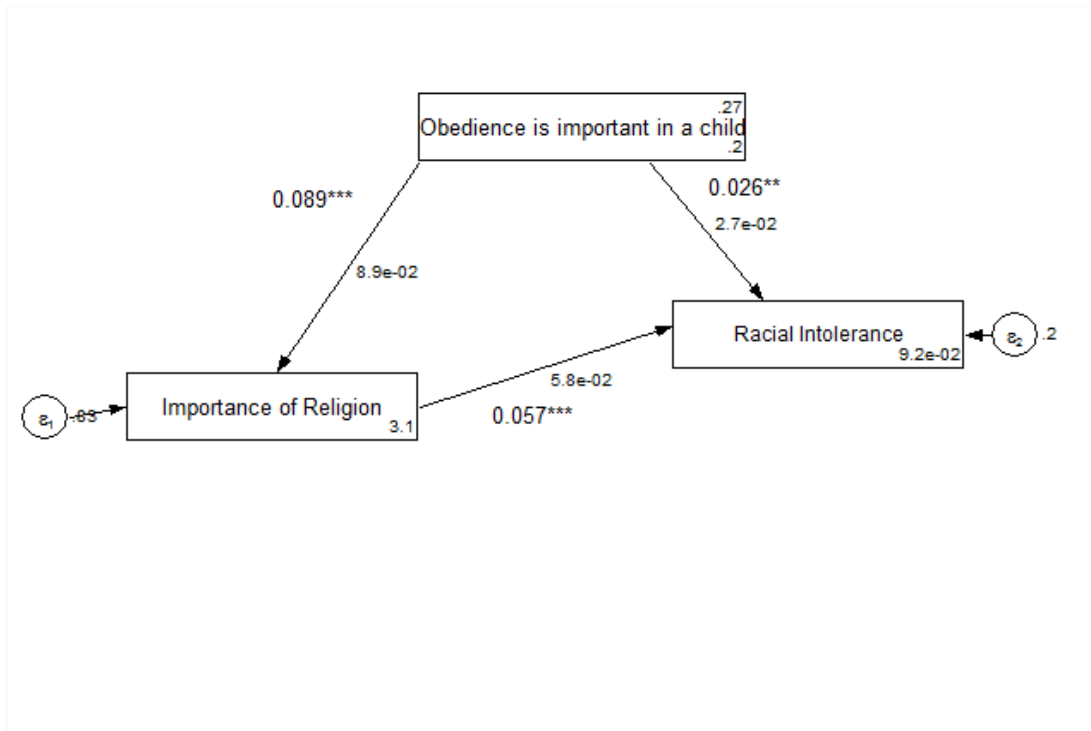 .27
Obedience is important in a child
.2
0.089***
0.026**
2.7e-02
8.9e-02
Racial Intolerance
9.2e-02
ε₂
.2
5.8e-02
Importance of Religion
3.1
0.057***
ε₁
.83